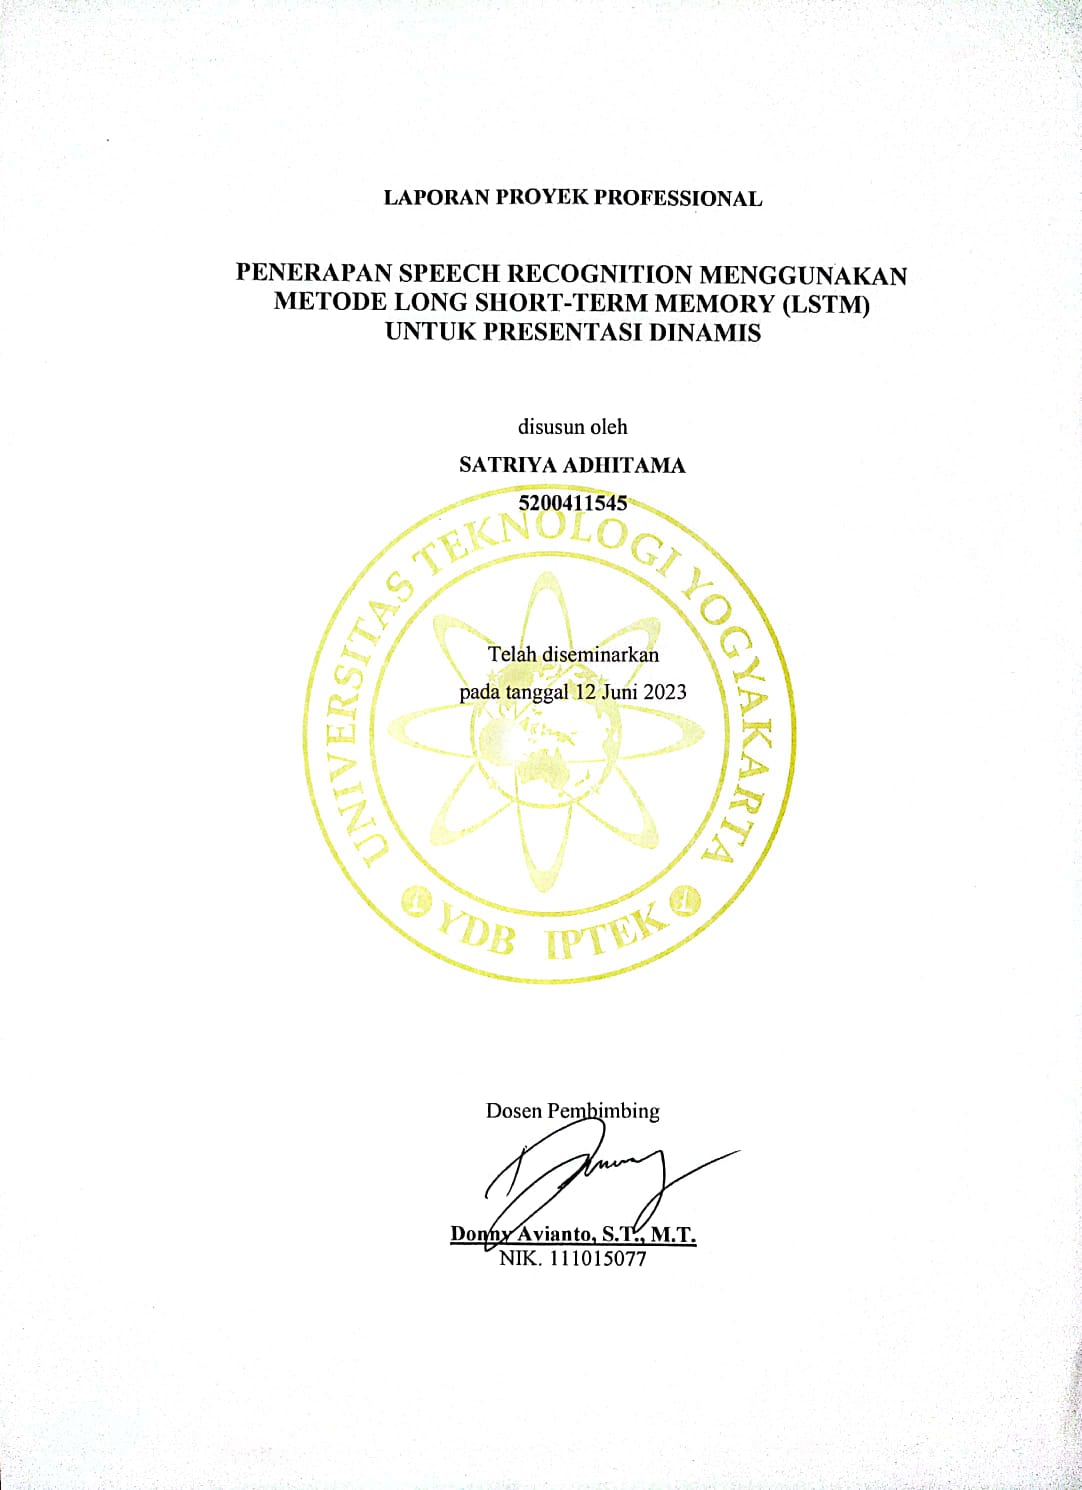 LAPORAN PROYEK PROFESSIONAL
PENERAPAN SPEECH RECOGNITION MENGGUNAKAN
METODE LONG SHORT-TERM MEMORY (LSTM)
UNTUK PRESENTASI DINAMIS
disusun oleh
SATRIYA ADHITAMA
5200411545
UNIVERSITAS TEKNOLOGI YOGYAKARTA
Telah diseminarkan
pada tanggal 12 Juni 2023
YDB IPTEK
Dosen Pembimbing
Donny Avianto, S.T., M.T.
NIK. 111015077